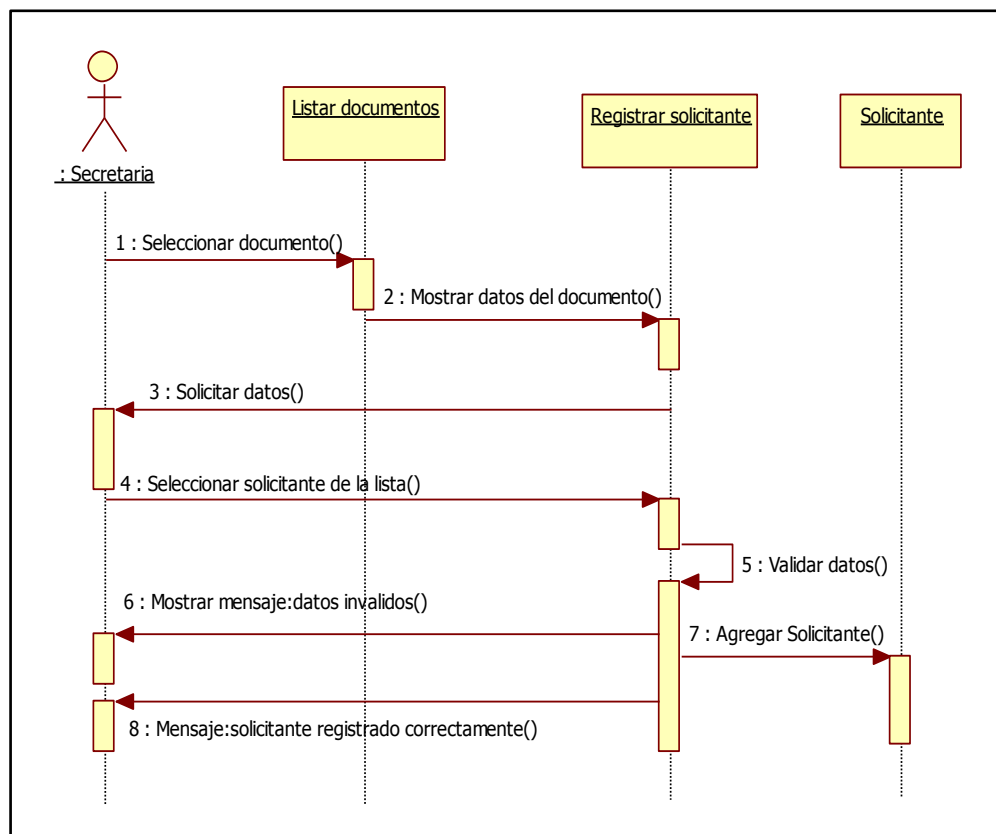 Listar documentos
Registrar solicitante
Solicitante
: Secretaria
1 : Seleccionar documento()
2 : Mostrar datos del documento()
3 : Solicitar datos()
4 : Seleccionar solicitante de la lista()
5 : Validar datos()
6 : Mostrar mensaje:datos invalidos()
7 : Agregar Solicitante()
8 : Mensaje:solicitante registrado correctamente()